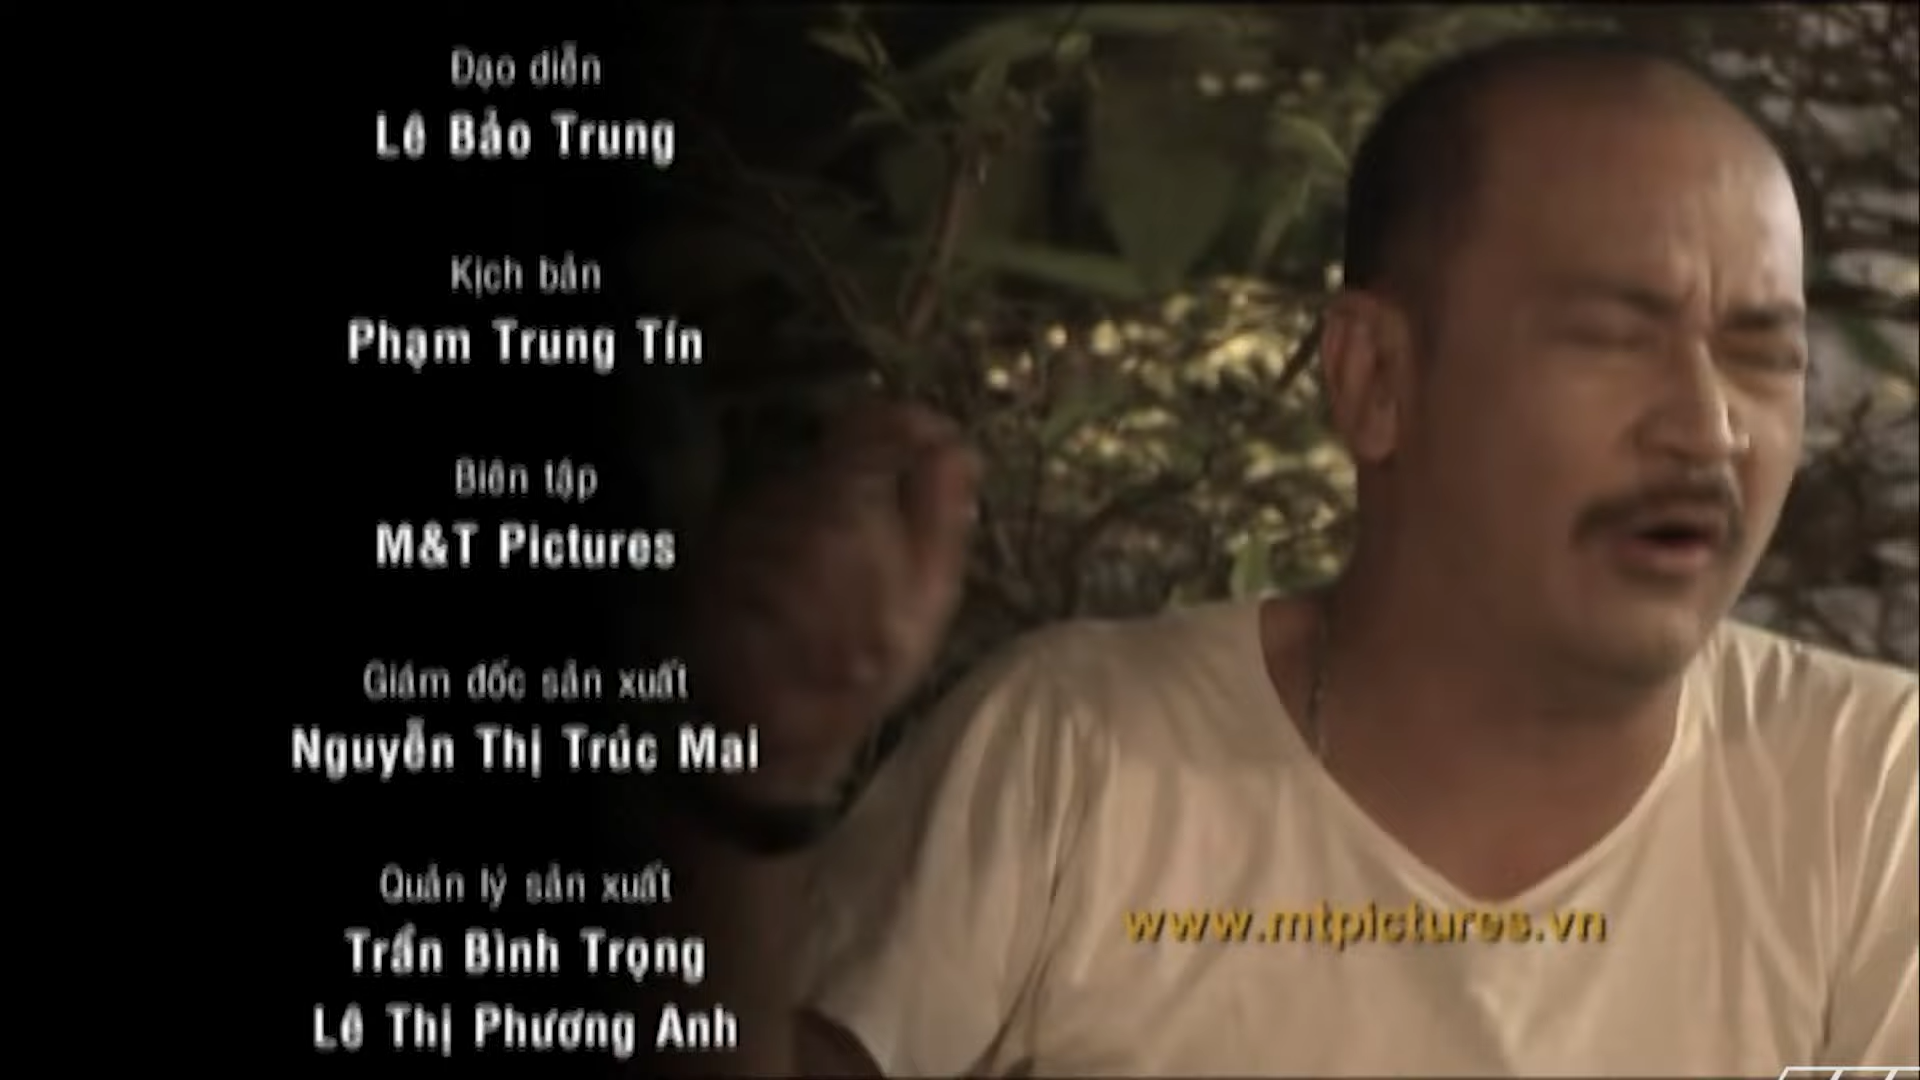 Đạo diễn
Lê Bảo Trung
Kịch bản
Phạm Trung Tín
Biên tập
M&T Pictures
Giám đốc sản xuất
Nguyễn Thị Trúc Mai
Quản lý sản xuất
Trần Bình Trọng
Lê Thị Phương Anh
www.mtpictures.vn